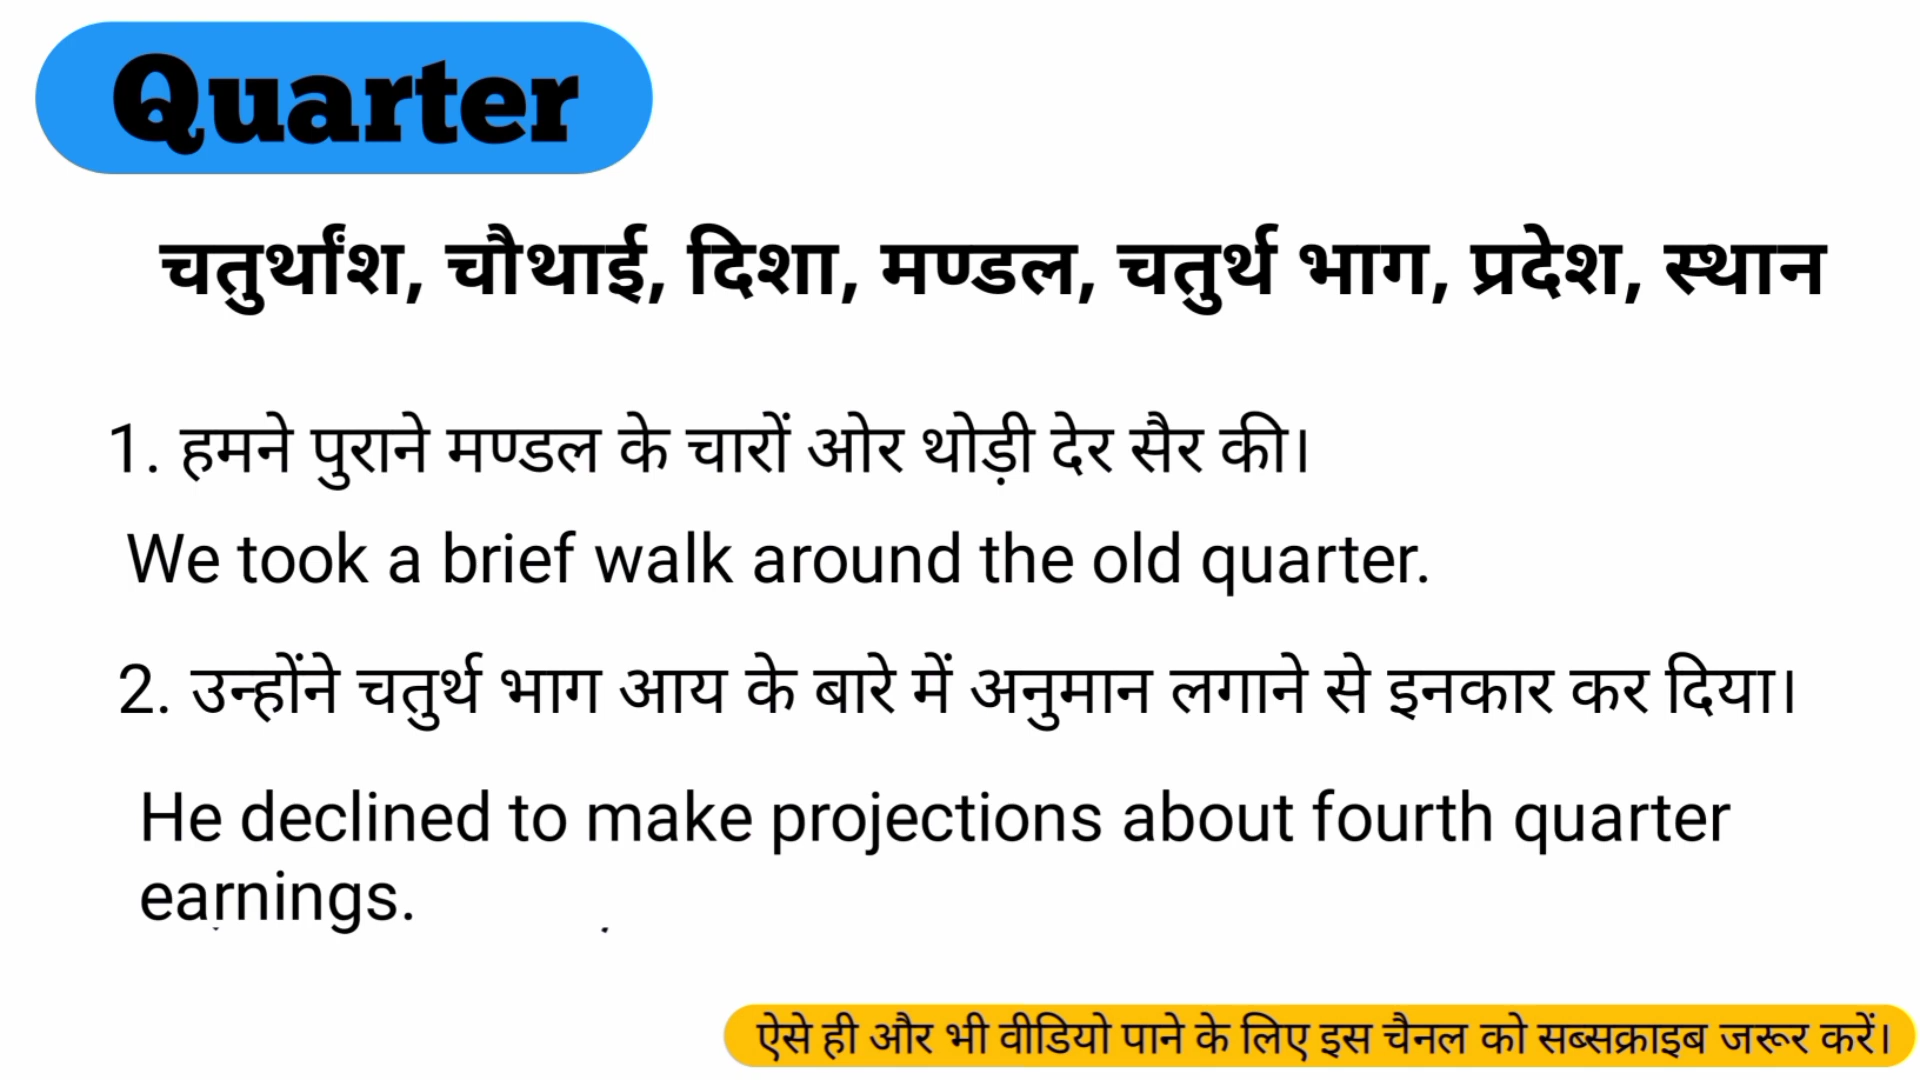 Quarter
चतुर्थांश, चौथाई, दिशा, मण्डल, चतुर्थ भाग, प्रदेश, स्थान
1. हमने पुराने मण्डल के चारों ओर थोड़ी देर सैर की।
We took a brief walk around the old quarter.
2. उन्होंने चतुर्थ भाग आय के बारे में अनुमान लगाने से इनकार कर दिया।
He declined to make projections about fourth quarter
earnings.
ऐसे ही और भी वीडियो पाने के लिए इस चैनल को सब्सक्राइब जरूर करें।